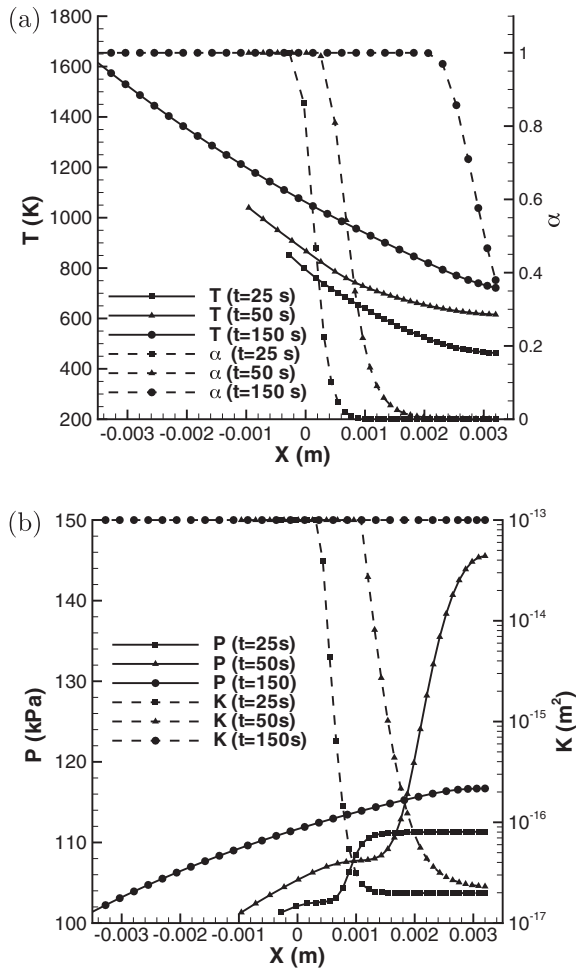 (a)
1800
1600
1400
1200
1000
800
600
400
200
T (K)
1
0.8
0.6
0.4
0.2
0
α
T (t=25 s)
T (t=50 s)
T (t=150 s)
α (t=25 s)
α (t=50 s)
α (t=150 s)
-0.003 -0.002 -0.001 0 0.001 0.002 0.003
X (m)
(b)
150
140
130
120
110
100
P (kPa)
10-13
10-14
10-15
10-16
10-17
K (m2)
P (t=25s)
P (t=50s)
P (t=150)
K (t=25s)
K (t=50s)
K (t=150s)
-0.003 -0.002 -0.001 0 0.001 0.002 0.003
X (m)